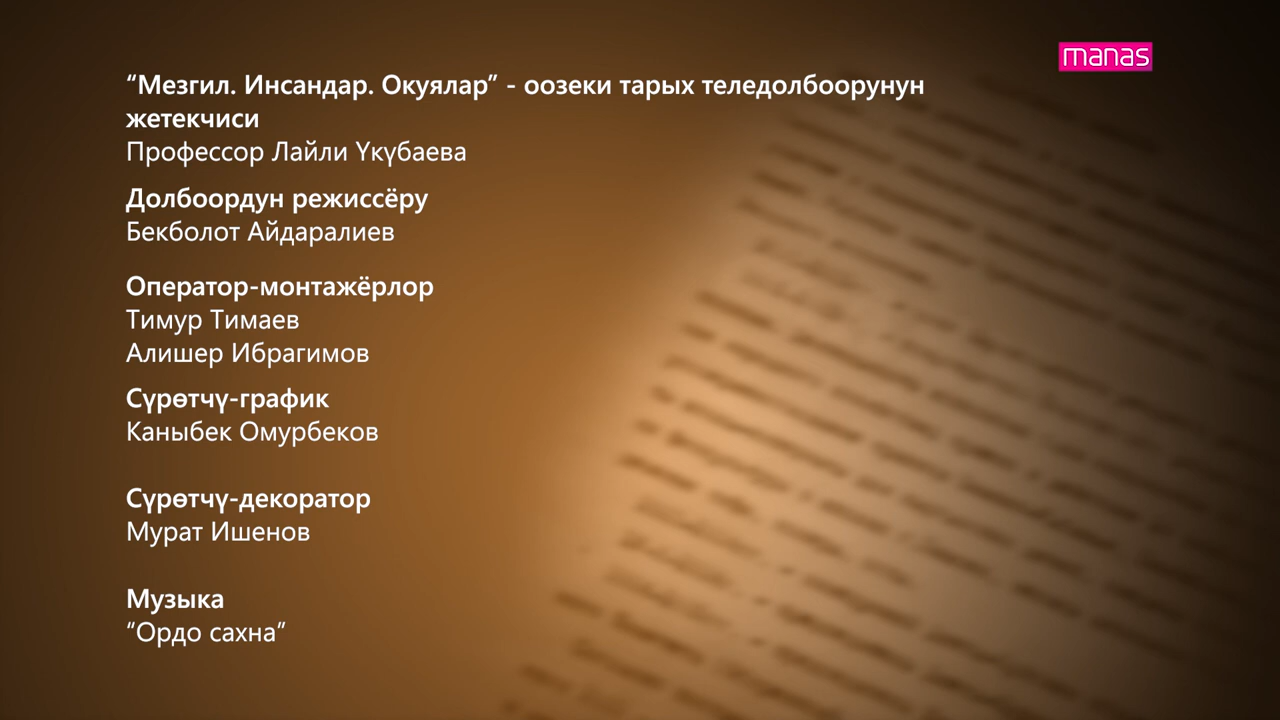 manas
“Мезгил. Инсандар. Окуялар” - оозеки тарых теледолбоорунун
жетекчиси
Профессор Лайли Үкүбаева
Долбоордун режиссёру
Бекболот Айдаралиев
Оператор-монтажёрлор
Тимур Тимаев
Алишер Ибрагимов
Сүрөтчү-график
Каныбек Омурбеков
Сүрөтчү-декоратор
Мурат Ишенов
Музыка
“Ордо сахна”